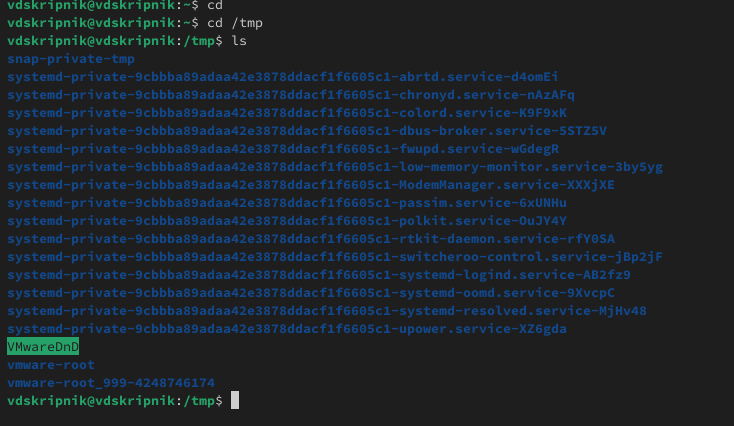 vdskripnik@vdskripnik:~$ cd
vdskripnik@vdskripnik:~$ cd /tmp
vdskripnik@vdskripnik:/tmp$ ls
snap-private-tmp
systemd-private-9cbbba89adaa42e3878ddacf1f6605c1-abrtd.service-d4omEi
systemd-private-9cbbba89adaa42e3878ddacf1f6605c1-chronyd.service-nAzAFq
systemd-private-9cbbba89adaa42e3878ddacf1f6605c1-colord.service-K9F9xK
systemd-private-9cbbba89adaa42e3878ddacf1f6605c1-dbus-broker.service-5STZ5V
systemd-private-9cbbba89adaa42e3878ddacf1f6605c1-fwupd.service-wGdegR
systemd-private-9cbbba89adaa42e3878ddacf1f6605c1-low-memory-monitor.service-3by5yg
systemd-private-9cbbba89adaa42e3878ddacf1f6605c1-ModemManager.service-XXXjXE
systemd-private-9cbbba89adaa42e3878ddacf1f6605c1-passim.service-6xUNHu
systemd-private-9cbbba89adaa42e3878ddacf1f6605c1-polkit.service-OuJY4Y
systemd-private-9cbbba89adaa42e3878ddacf1f6605c1-rtkit-daemon.service-rfY0SA
systemd-private-9cbbba89adaa42e3878ddacf1f6605c1-switcheroo-control.service-jBp2jF
systemd-private-9cbbba89adaa42e3878ddacf1f6605c1-systemd-logind.service-AB2fz9
systemd-private-9cbbba89adaa42e3878ddacf1f6605c1-systemd-oomd.service-9XvcpC
systemd-private-9cbbba89adaa42e3878ddacf1f6605c1-systemd-resolved.service-MjHv48
systemd-private-9cbbba89adaa42e3878ddacf1f6605c1-upower.service-XZ6gda
VMwareDnD
vmware-root
vmware-root_999-4248746174
vdskripnik@vdskripnik:/tmp$